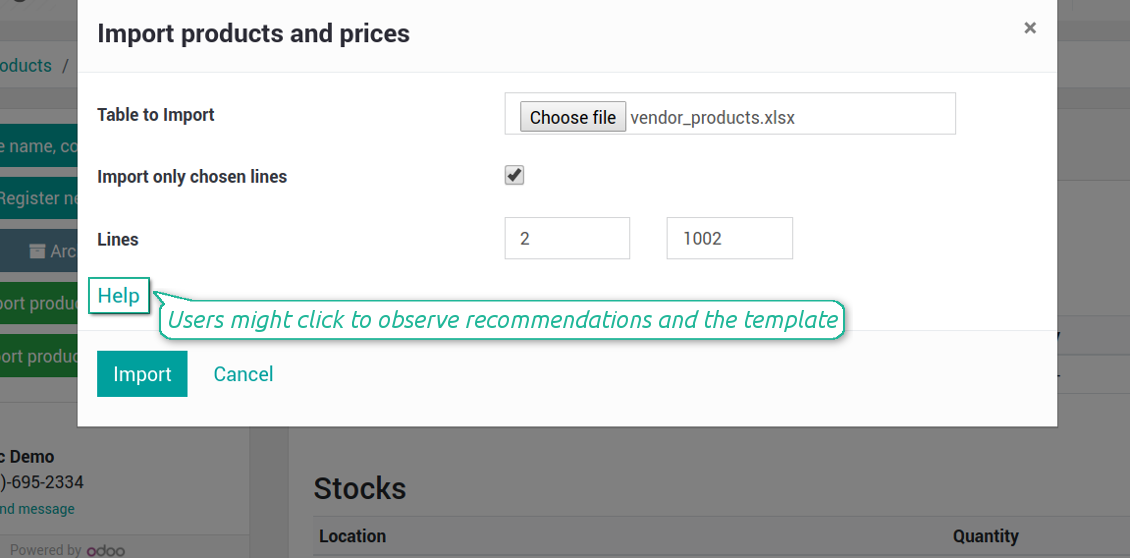 Import products and prices
×
oducts /
Table to Import
Choose file vendor_products.xlsx
e name, co
Import only chosen lines
Register ne
Lines
2
1002
Arc
Help
ort produc
Users might click to observe recommendations and the template
port produc
Import
Cancel
c Demo
)-695-2334
nd message
Stocks
Location
Quantity
Powered by odoo